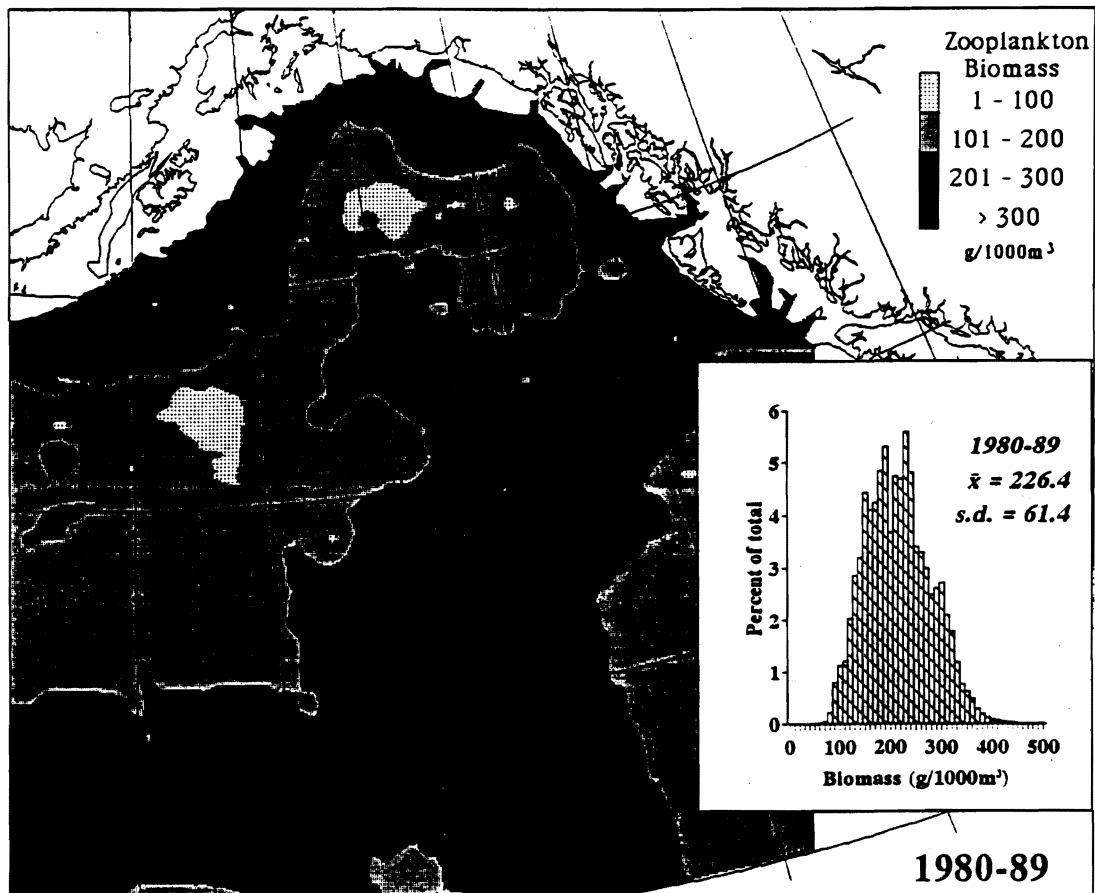 Zooplankton
Biomass
1 - 100
101 - 200
201 - 300
> 300
g/1000m³
6
5
4
3
2
1
0
Percent of total
1980-89
x̄ = 226.4
s.d. = 61.4
0 100 200 300 400 500
Biomass (g/1000m³)
1980-89